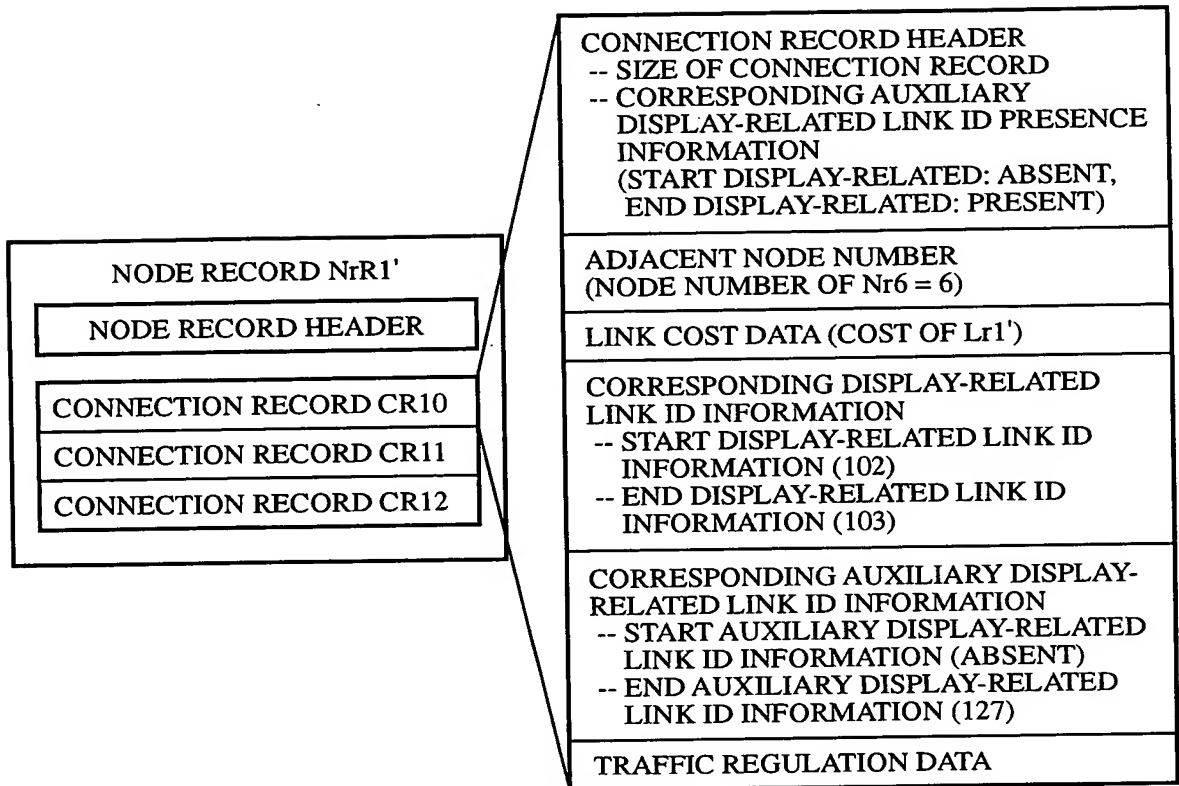 NODE RECORD NrR1'
NODE RECORD HEADER
CONNECTION RECORD CR10
CONNECTION RECORD CR11
CONNECTION RECORD CR12
CONNECTION RECORD HEADER
-- SIZE OF CONNECTION RECORD
-- CORRESPONDING AUXILIARY
DISPLAY-RELATED LINK ID PRESENCE
INFORMATION
(START DISPLAY-RELATED: ABSENT,
END DISPLAY-RELATED: PRESENT)
ADJACENT NODE NUMBER
(NODE NUMBER OF Nr6 = 6)
LINK COST DATA (COST OF Lr1')
CORRESPONDING DISPLAY-RELATED
LINK ID INFORMATION
-- START DISPLAY-RELATED LINK ID
INFORMATION (102)
-- END DISPLAY-RELATED LINK ID
INFORMATION (103)
CORRESPONDING AUXILIARY DISPLAY-
RELATED LINK ID INFORMATION
-- START AUXILIARY DISPLAY-RELATED
LINK ID INFORMATION (ABSENT)
-- END AUXILIARY DISPLAY-RELATED
LINK ID INFORMATION (127)
TRAFFIC REGULATION DATA